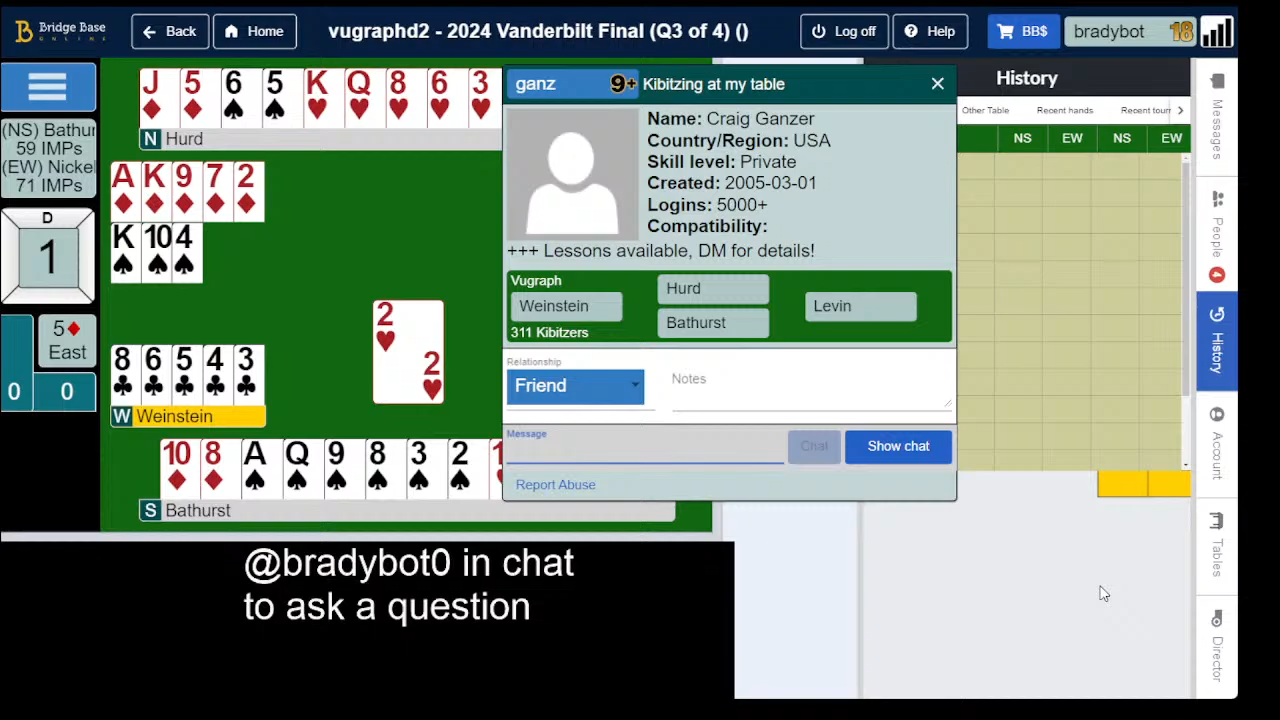 Bridge Base
ONLINE
Back
Home
vugraphd2 - 2024 Vanderbilt Final (Q3 of 4) ()
Log off
Help
BB$
bradybot
18
(NS) Bathur
59 IMPs
(EW) Nickel
71 IMPs
D
1
5♦
East
0 0
J 5 6 5 K Q 8 6 3
N Hurd
A K 9 7 2
K 10 4
8 6 5 4 3
W Weinstein
2
2
10 8 A Q 9 8 3 2
S Bathurst
ganz
9+
Kibitzing at my table
Name: Craig Ganzer
Country/Region: USA
Skill level: Private
Created: 2005-03-01
Logins: 5000+
Compatibility:
+++ Lessons available, DM for details!
Vugraph
Weinstein
Hurd
Bathurst
Levin
311 Kibitzers
Relationship
Friend
Notes
Message
Chat
Show chat
Report Abuse
History
Other Table
Recent hands
Recent tourn
NS EW NS EW
Messages
People
4
History
Account
Tables
Director
@bradybot0 in chat
to ask a question